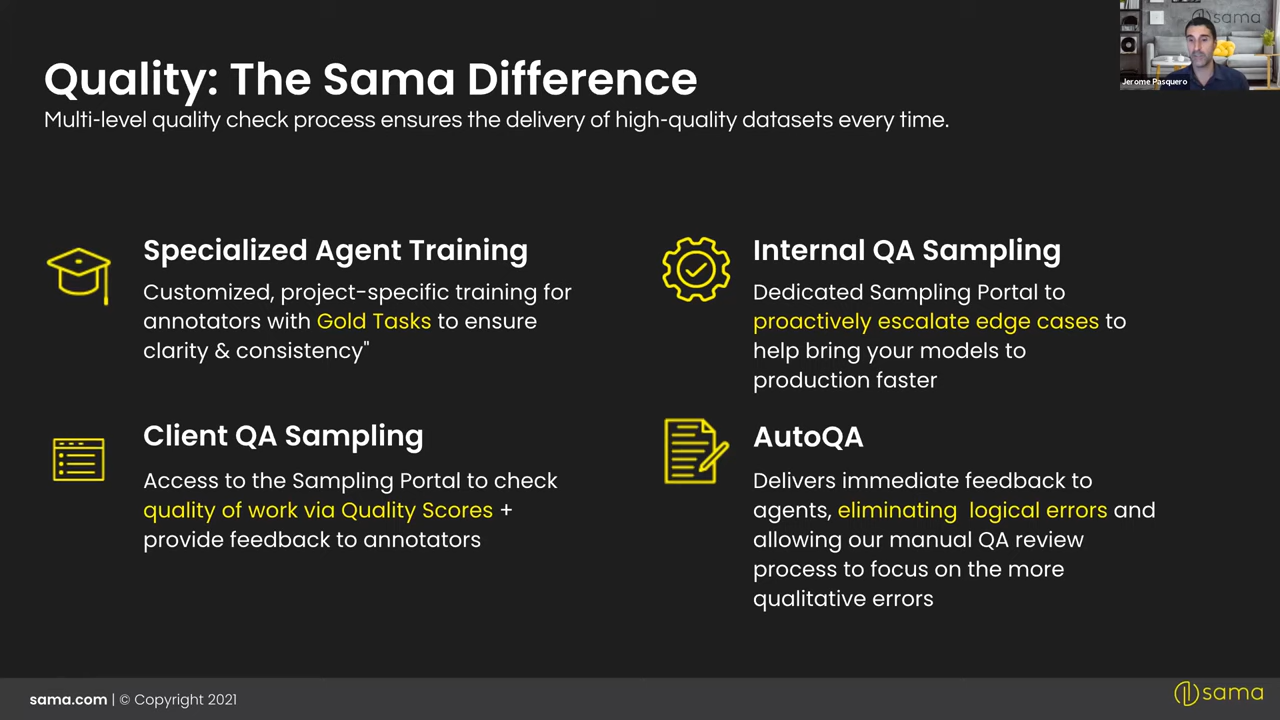 Quality: The Sama Difference
Multi-level quality check process ensures the delivery of high-quality datasets every time.
sama
Jerome Pasquero
Specialized Agent Training
Customized, project-specific training for
annotators with Gold Tasks to ensure
clarity & consistency"
Internal QA Sampling
Dedicated Sampling Portal to
proactively escalate edge cases to
help bring your models to
production faster
Client QA Sampling
Access to the Sampling Portal to check
quality of work via Quality Scores +
provide feedback to annotators
AutoQA
Delivers immediate feedback to
agents, eliminating  logical errors and
allowing our manual QA review
process to focus on the more
qualitative errors
sama.com | © Copyright 2021
sama